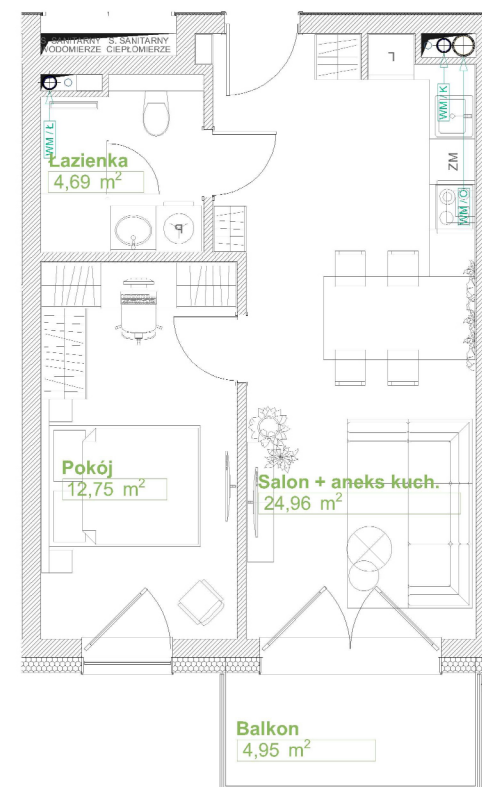 S. SANITARNY S. SANITARNY
WODOMIERZE CIEPŁOMIERZE
L
WM / K
WM / Ł
ZM
WM / O
Łazienka
4,69 m²
P
Pokój
12,75 m²
Salon + aneks kuch.
24,96 m²
Balkon
4,95 m²